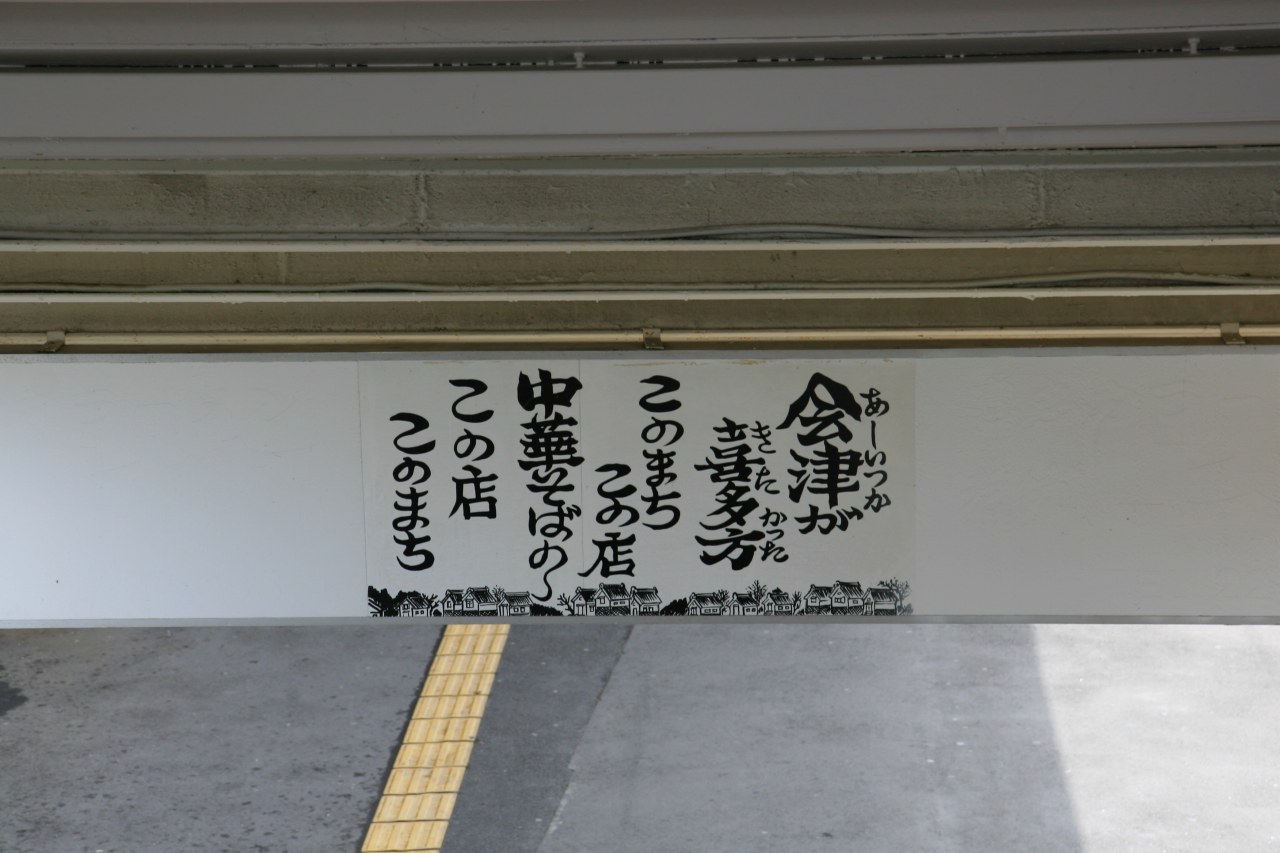 会津が
あーいつか
喜多方
きた かった
このまち
この店
中華そばの〜
この店
このまち